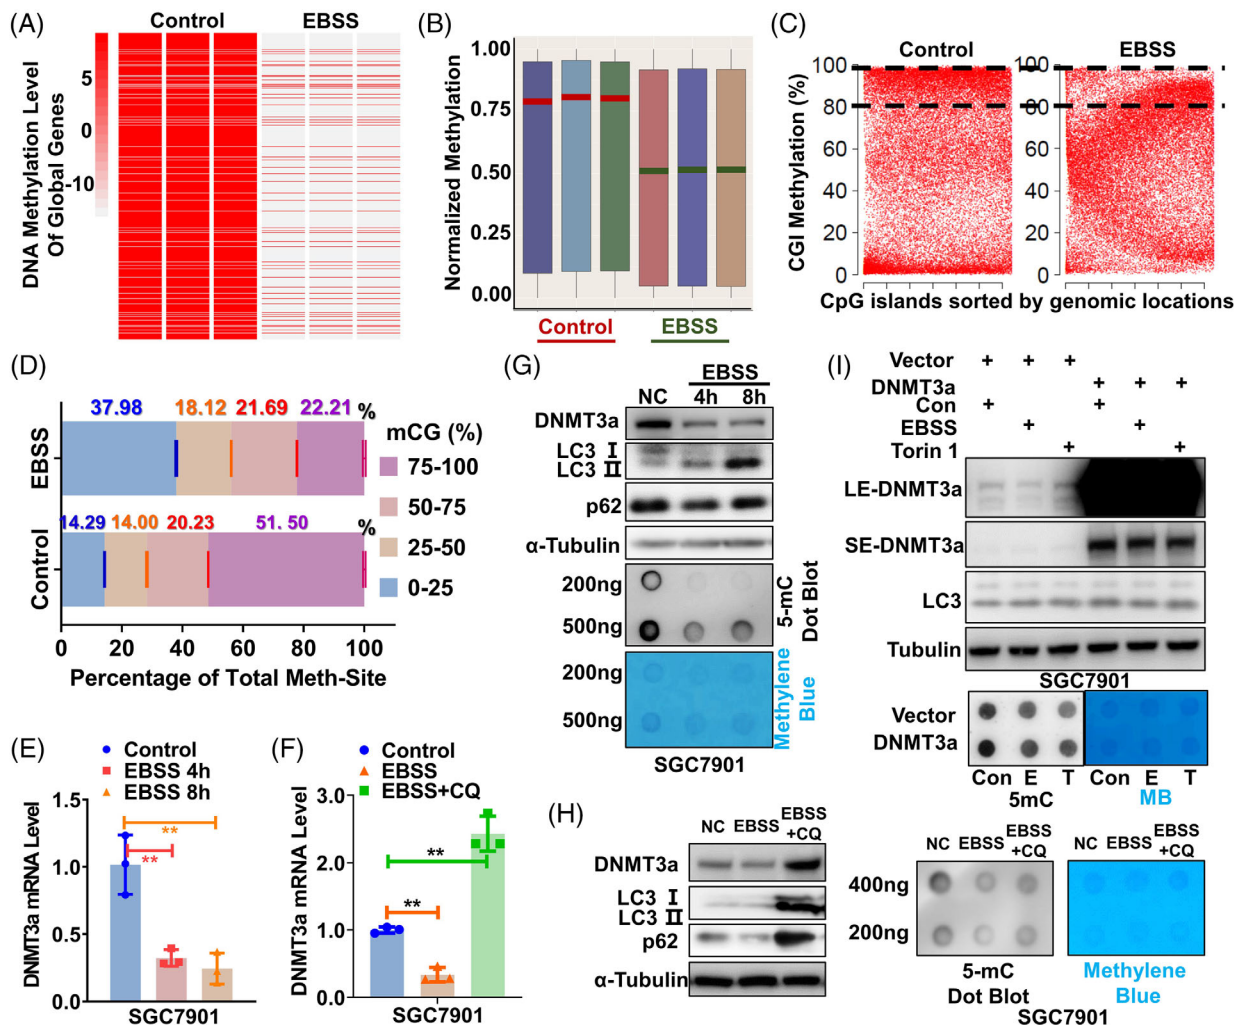 (A)
Control
EBSS
DNA Methylation Level
Of Global Genes
5
0
-10
(B)
Normalized Methylation
1.00
0.75
0.50
0.25
0.00
Control
EBSS
(C)
Control
EBSS
CGI Methylation (%)
100
80
60
40
20
0
100
80
60
40
20
0
CpG islands sorted by genomic locations
(D)
EBSS
37.98 18.12 21.69 22.21 %
Control
14.29 14.00 20.23 51. 50 %
mCG (%)
75-100
50-75
25-50
0-25
0 20 40 60 80 100
Percentage of Total Meth-Site
(E)
Control
EBSS 4h
EBSS 8h
DNMT3a mRNA Level
1.5
1.0
0.5
0.0
**
**
SGC7901
(F)
Control
EBSS
EBSS+CQ
DNMT3a mRNA Level
3.0
2.0
1.0
0.0
**
**
SGC7901
(G)
EBSS
NC 4h 8h
DNMT3a
LC3 I
LC3 II
p62
α-Tubulin
200ng
500ng
5-mC
Dot Blot
200ng
500ng
Methylene
Blue
SGC7901
(H)
NC EBSS EBSS
+CQ
DNMT3a
LC3 I
LC3 II
p62
α-Tubulin
NC EBSS EBSS
+CQ
NC EBSS EBSS
+CQ
400ng
200ng
5-mC
Dot Blot
Methylene
Blue
SGC7901
(I)
Vector + + +
DNMT3a + + +
Con + +
EBSS + +
Torin 1 + +
LE-DNMT3a
SE-DNMT3a
LC3
Tubulin
SGC7901
Vector
DNMT3a
Con E T Con E T
5mC MB